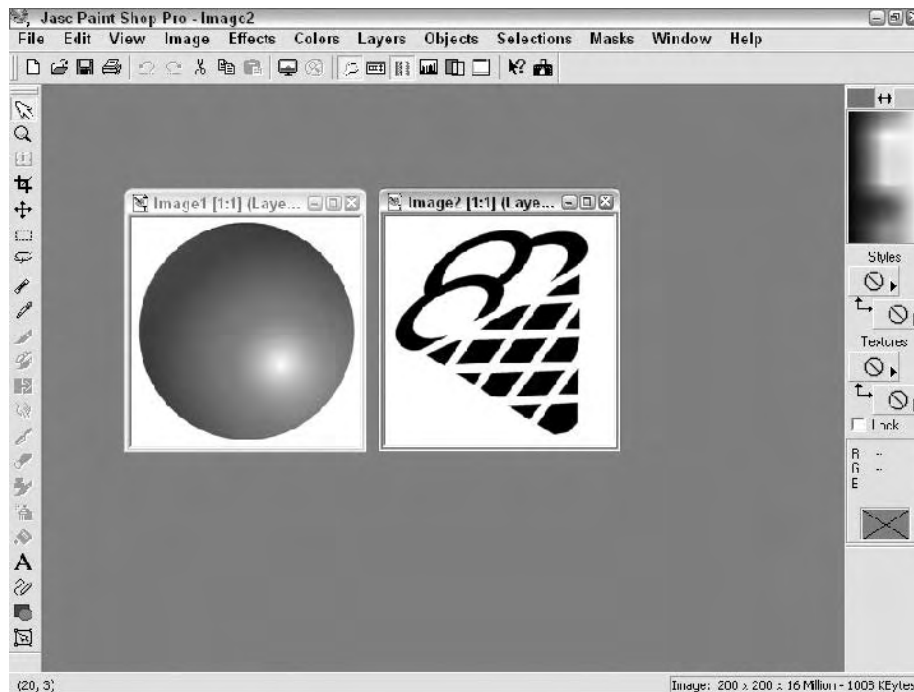 Jasc Paint Shop Pro - Image2
File Edit View Image Effects Colors Layers Objects Selections Masks Window Help
Image1 [1:1] (Laye...
Image2 [1:1] (Laye...
Styles
Textures
Lock
R --
G --
A
(20, 3)
Image: 200 x 200 x 16 Million - 1003 KBytes